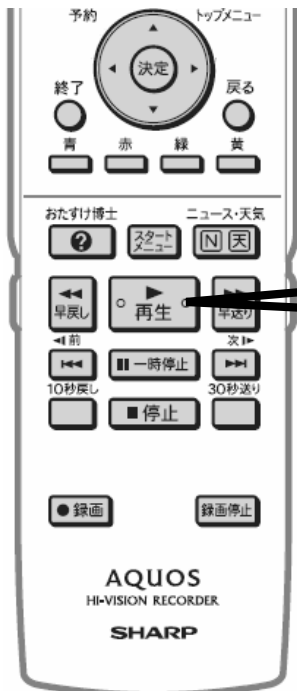 予約 トップメニュー
決定
終了 戻る
青 赤 緑 黄
おたすけ博士 ニュース・天気
? スタートメニュー N 天
◀◀ 早戻し ▶ 再生 早送り
◁I前 次I▷
I◀◀ ▮▮ 一時停止 ▶▶I
10秒戻し 30秒送り
■停止
●録画 録画停止
AQUOS
HI-VISION RECORDER
SHARP